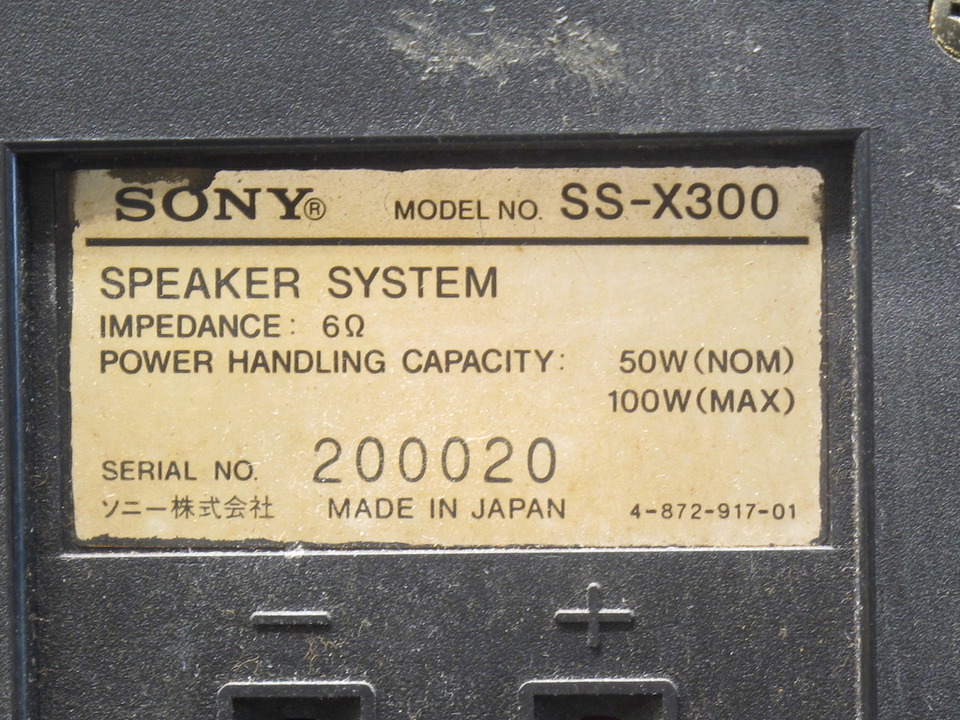 SONY® MODEL NO. SS-X300
SPEAKER SYSTEM
IMPEDANCE: 6Ω
POWER HANDLING CAPACITY: 50W(NOM)
100W(MAX)
SERIAL NO. 200020
ソニー株式会社 MADE IN JAPAN 4-872-917-01
− +